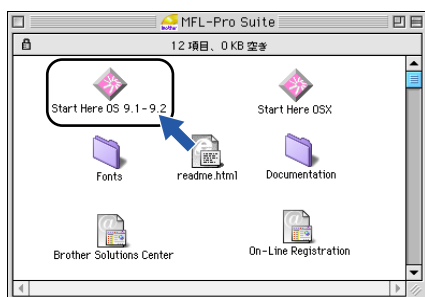 MFL-Pro Suite
12 項目、0 KB 空き
Start Here OS 9.1-9.2
Start Here OSX
Fonts
readme.html
Documentation
Brother Solutions Center
On-Line Registration